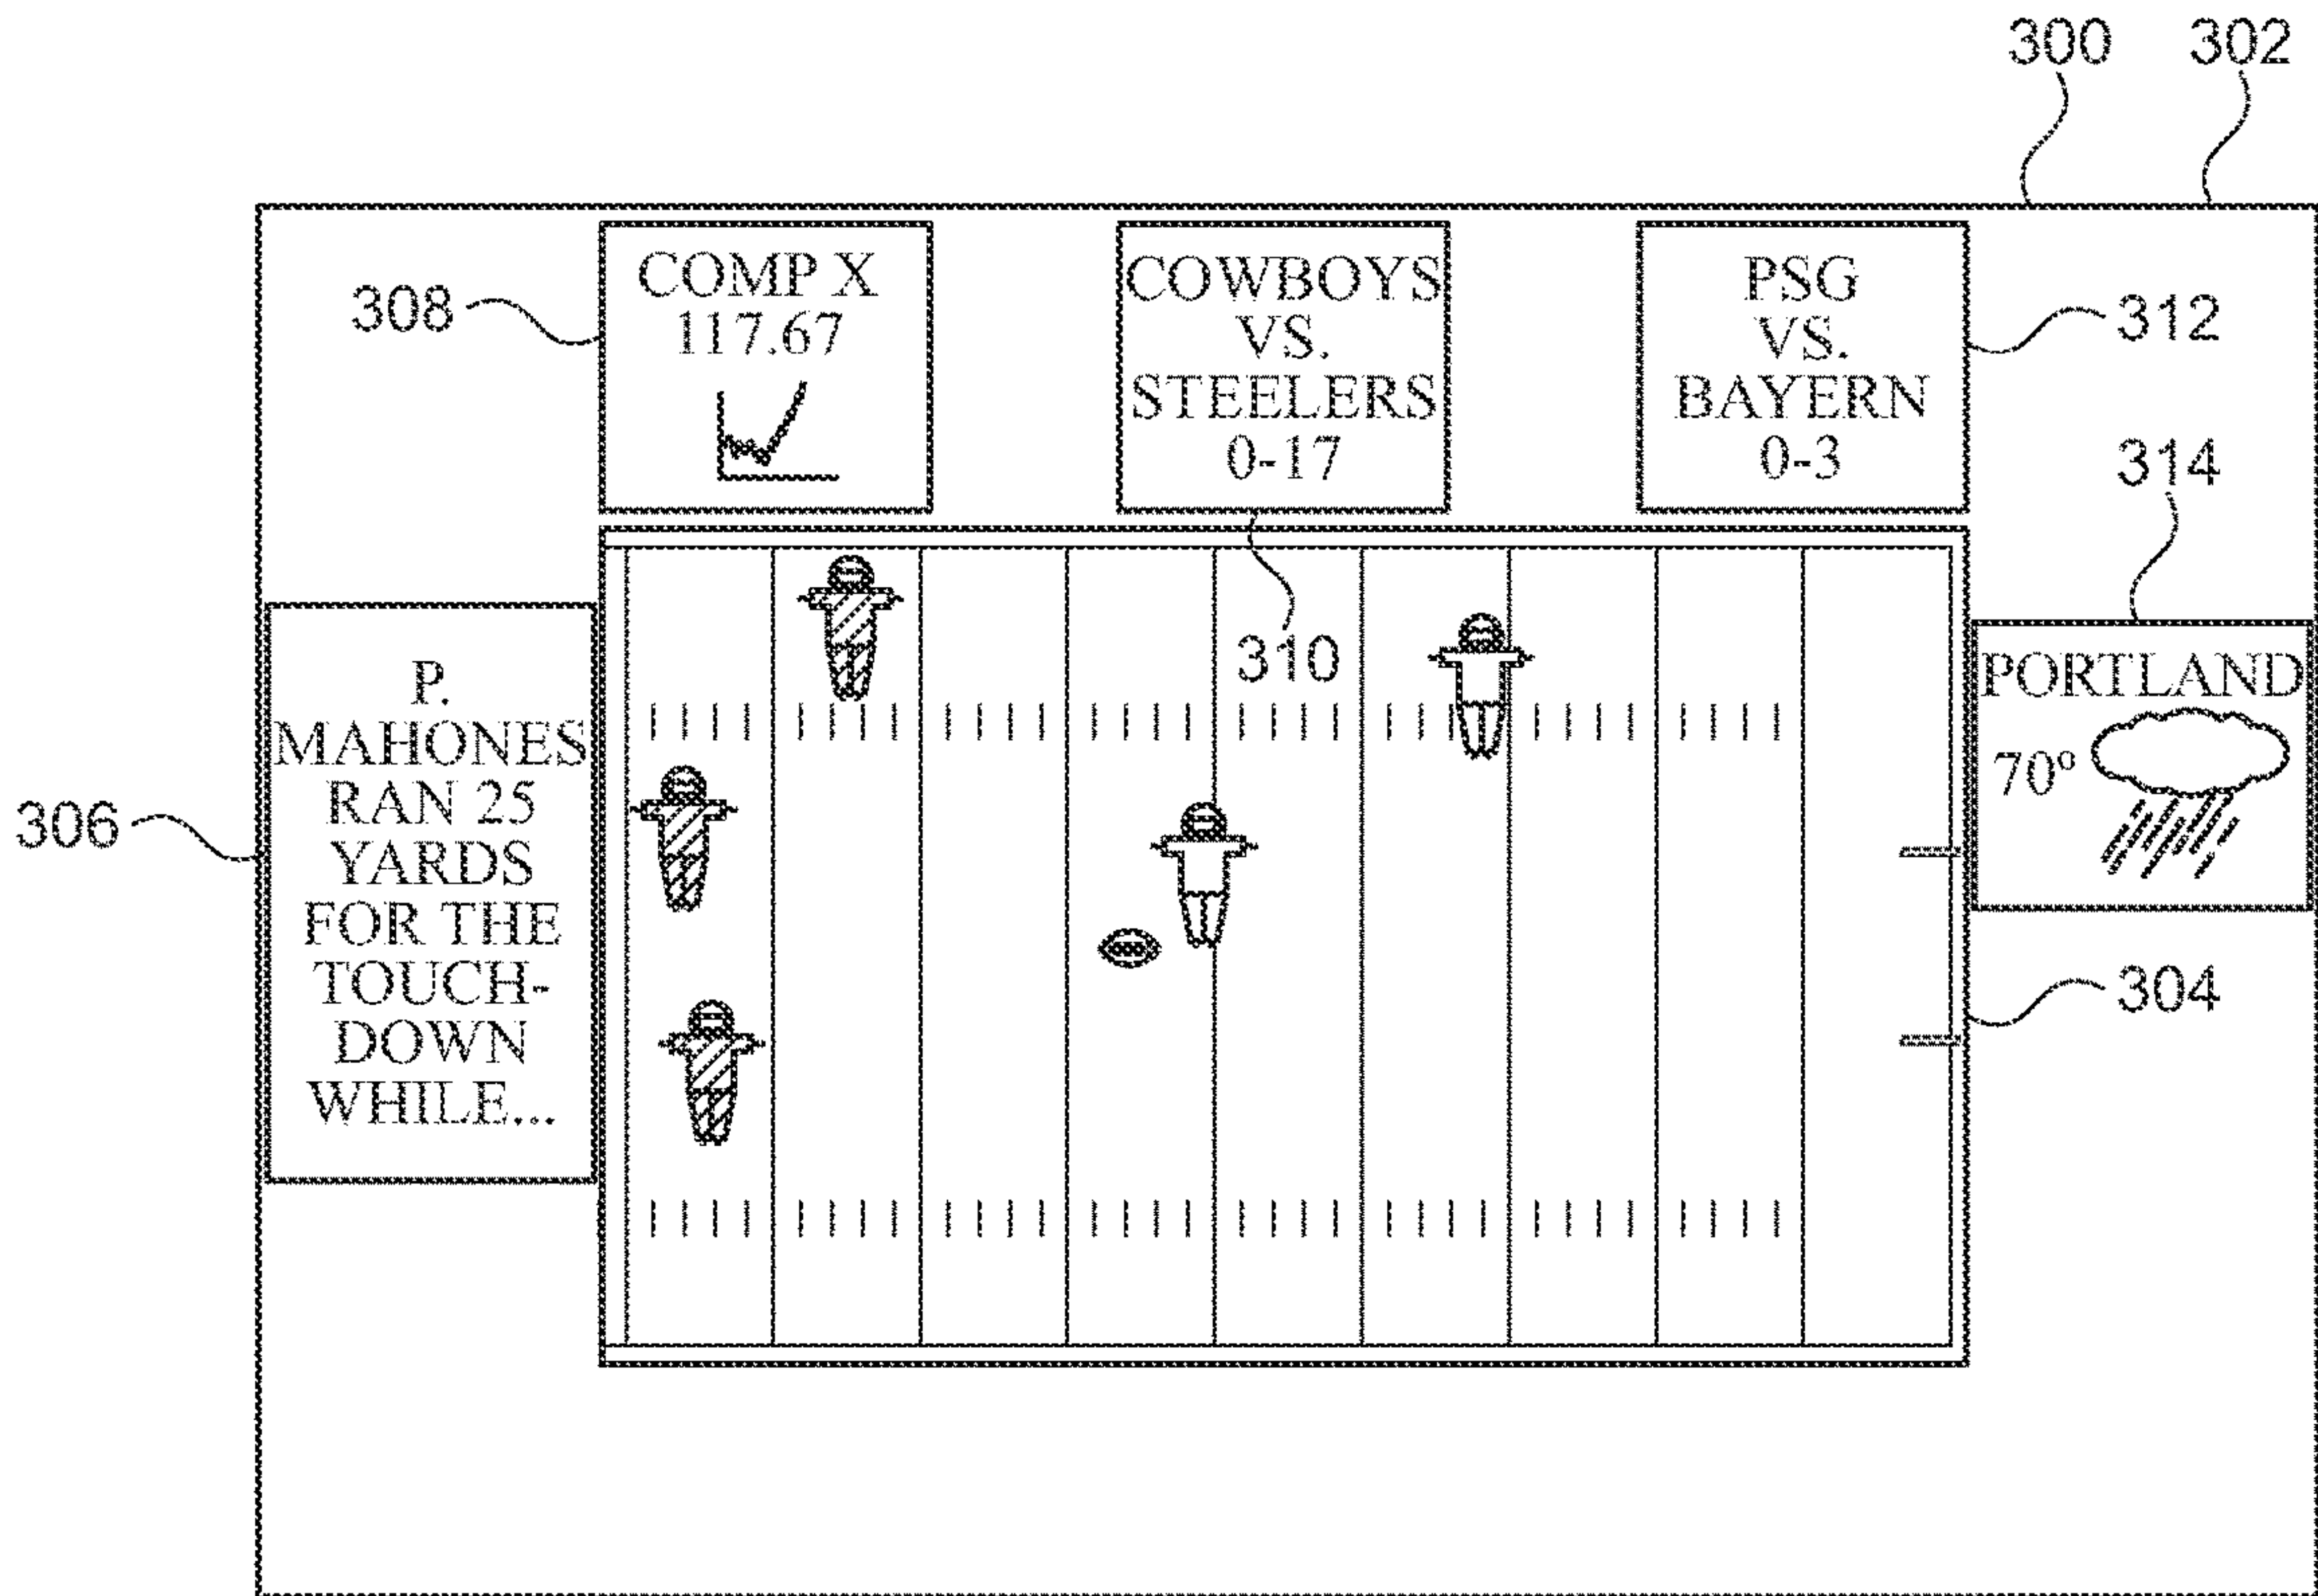 300 302
308
COMP X
117.67
COWBOYS
VS.
STEELERS
0-17
PSG
VS.
BAYERN
0-3
312
314
310
306
P.
MAHONES
RAN 25
YARDS
FOR THE
TOUCH-
DOWN
WHILE...
PORTLAND
70º
304